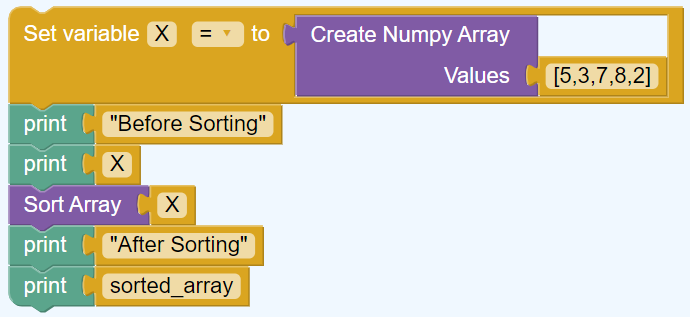 Set variable X = to Create Numpy Array
Values [5,3,7,8,2]
print "Before Sorting"
print X
Sort Array X
print "After Sorting"
print sorted_array